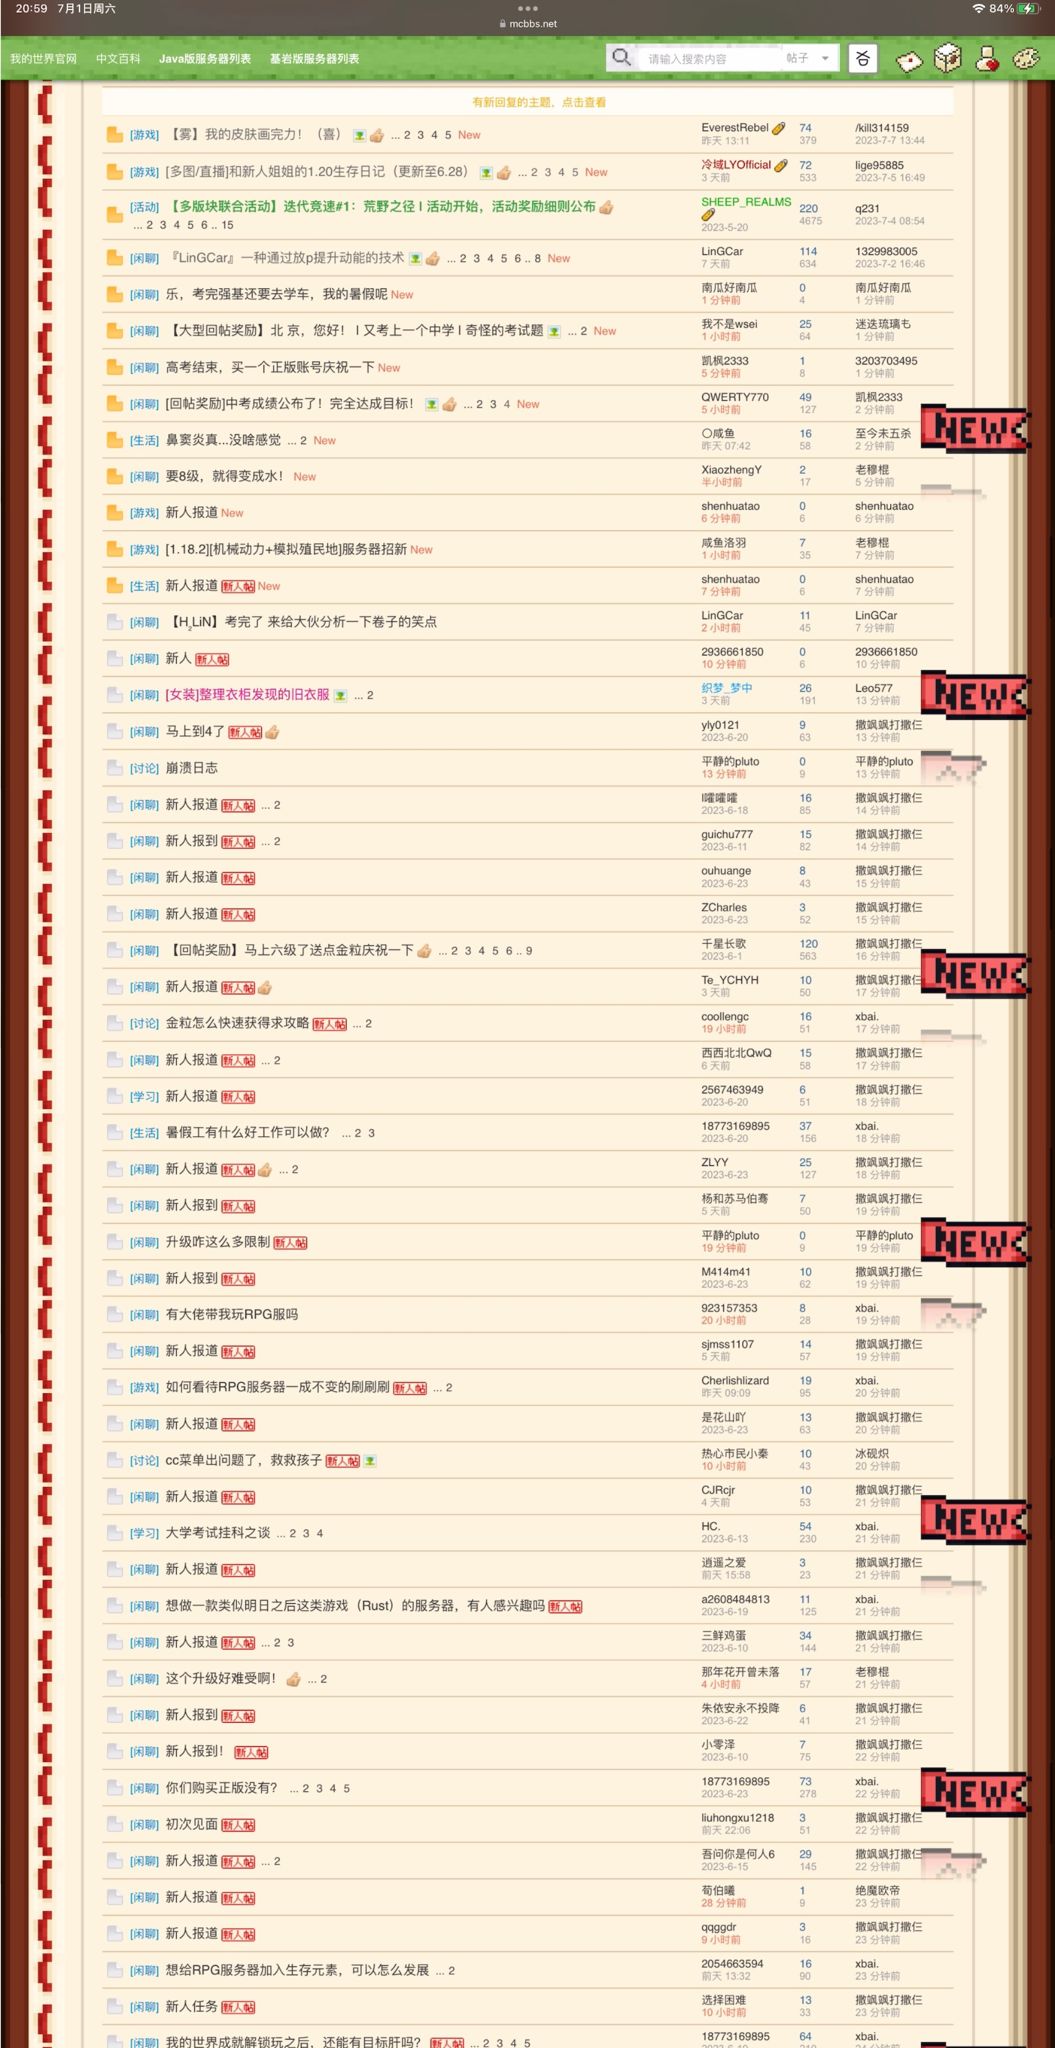 20:59 7月1日周六
84%
mcbbs.net
我的世界官网 中文百科 Java版服务器列表 基岩版服务器列表 请输入搜索内容 帖子
有新回复的主题，点击查看
[游戏] 【雾】我的皮肤画完力！（喜） ... 2 3 4 5 New EverestRebel 74 /kill314159
昨天 13:11 379 2023-7-7 13:44
[游戏] [多图/直播]和新人姐姐的1.20生存日记（更新至6.28） ... 2 3 4 5 New 冷域LYOfficial 72 lige95885
3 天前 533 2023-7-5 16:49
[活动] 【多版块联合活动】迭代竞速#1：荒野之径 l 活动开始，活动奖励细则公布 SHEEP_REALMS 220 q231
... 2 3 4 5 6 .. 15 2023-5-20 4675 2023-7-4 08:54
[闲聊] 『LinGCar』一种通过放p提升动能的技术 ... 2 3 4 5 6 .. 8 New LinGCar 114 1329983005
7 天前 634 2023-7-2 16:46
[闲聊] 乐，考完强基还要去学车，我的暑假呢 New 南瓜好南瓜 0 南瓜好南瓜
1 分钟前 4 1 分钟前
[闲聊] 【大型回帖奖励】北 京，您好！ l 又考上一个中学 l 奇怪的考试题 ... 2 New 我不是wsei 25 迷迭琉璃も
1 小时前 64 1 分钟前
[闲聊] 高考结束，买一个正版账号庆祝一下 New 凯枫2333 1 3203703495
5 分钟前 8 1 分钟前
[闲聊] [回帖奖励]中考成绩公布了！完全达成目标！ ... 2 3 4 New QWERTY770 49 凯枫2333
5 小时前 127 2 分钟前
[生活] 鼻窦炎真...没啥感觉 ... 2 New 〇咸鱼 16 至今未五杀
昨天 07:42 58 2 分钟前
[闲聊] 要8级，就得变成水！ New XiaozhengY 2 老穆棍
半小时前 17 5 分钟前
[游戏] 新人报道 New shenhuatao 0 shenhuatao
6 分钟前 6 6 分钟前
[游戏] [1.18.2][机械动力+模拟殖民地]服务器招新 New 咸鱼洛羽 7 老穆棍
1 小时前 35 7 分钟前
[生活] 新人报道 新人帖 New shenhuatao 0 shenhuatao
7 分钟前 6 7 分钟前
[闲聊] 【H₂LiN】考完了 来给大伙分析一下卷子的笑点 LinGCar 11 LinGCar
2 小时前 45 7 分钟前
[闲聊] 新人 新人帖 2936661850 0 2936661850
10 分钟前 6 10 分钟前
[闲聊] [女装]整理衣柜发现的旧衣服 ... 2 织梦_梦中 26 Leo577
3 天前 191 13 分钟前
[闲聊] 马上到4了 新人帖 yly0121 9 撒飒飒打撒仨
2023-6-20 63 13 分钟前
[讨论] 崩溃日志 平静的pluto 0 平静的pluto
13 分钟前 9 13 分钟前
[闲聊] 新人报道 新人帖 ... 2 16 撒飒飒打撒仨
2023-6-18 85 14 分钟前
[闲聊] 新人报到 新人帖 ... 2 guichu777 15 撒飒飒打撒仨
2023-6-11 82 14 分钟前
[闲聊] 新人报道 新人帖 ouhuange 8 撒飒飒打撒仨
2023-6-23 43 15 分钟前
[闲聊] 新人报道 新人帖 ZCharles 3 撒飒飒打撒仨
2023-6-23 52 15 分钟前
[闲聊] 【回帖奖励】马上六级了送点金粒庆祝一下 ... 2 3 4 5 6 .. 9 千星长歌 120 撒飒飒打撒仨
2023-6-1 563 16 分钟前
[闲聊] 新人报道 新人帖 Te_YCHYH 10 撒飒飒打撒仨
3 天前 50 17 分钟前
[讨论] 金粒怎么快速获得求攻略 新人帖 ... 2 coollengc 16 xbai.
19 小时前 51 17 分钟前
[闲聊] 新人报道 新人帖 ... 2 西西北北QwQ 15 撒飒飒打撒仨
6 天前 58 17 分钟前
[学习] 新人报道 新人帖 2567463949 6 撒飒飒打撒仨
2023-6-20 51 18 分钟前
[生活] 暑假工有什么好工作可以做？ ... 2 3 18773169895 37 xbai.
2023-6-20 156 18 分钟前
[闲聊] 新人报道 新人帖 ... 2 ZLYY 25 撒飒飒打撒仨
2023-6-23 127 18 分钟前
[闲聊] 新人报到 新人帖 杨和苏马伯骞 7 撒飒飒打撒仨
5 天前 50 19 分钟前
[闲聊] 升级咋这么多限制 新人帖 平静的pluto 0 平静的pluto
19 分钟前 9 19 分钟前
[闲聊] 新人报到 新人帖 M414m41 10 撒飒飒打撒仨
2023-6-23 62 19 分钟前
[闲聊] 有大佬带我玩RPG服吗 923157353 8 xbai.
20 小时前 28 19 分钟前
[闲聊] 新人报道 新人帖 sjmss1107 14 撒飒飒打撒仨
5 天前 57 19 分钟前
[游戏] 如何看待RPG服务器一成不变的刷刷刷 新人帖 ... 2 Cherlishlizard 19 xbai.
昨天 09:09 95 20 分钟前
[闲聊] 新人报道 新人帖 是花山吖 13 撒飒飒打撒仨
2023-6-23 63 20 分钟前
[讨论] cc菜单出问题了，救救孩子 新人帖 热心市民小秦 10 冰砚炽
10 小时前 43 20 分钟前
[闲聊] 新人报道 新人帖 CJRcjr 10 撒飒飒打撒仨
4 天前 53 21 分钟前
[学习] 大学考试挂科之谈 ... 2 3 4 HC. 54 xbai.
2023-6-13 230 21 分钟前
[闲聊] 新人报道 新人帖 逍遥之爱 3 撒飒飒打撒仨
前天 15:58 23 21 分钟前
[闲聊] 想做一款类似明日之后这类游戏（Rust）的服务器，有人感兴趣吗 新人帖 a2608484813 11 xbai.
2023-6-19 125 21 分钟前
[闲聊] 新人报道 新人帖 ... 2 3 三鲜鸡蛋 34 撒飒飒打撒仨
2023-6-10 144 21 分钟前
[闲聊] 这个升级好难受啊！ ... 2 那年花开曾未落 17 老穆棍
4 小时前 57 21 分钟前
[闲聊] 新人报到 新人帖 朱依安永不投降 6 撒飒飒打撒仨
2023-6-22 41 21 分钟前
[闲聊] 新人报到！ 新人帖 小零泽 7 撒飒飒打撒仨
2023-6-10 75 22 分钟前
[闲聊] 你们购买正版没有？ ... 2 3 4 5 18773169895 73 xbai.
2023-6-23 278 22 分钟前
[闲聊] 初次见面 新人帖 liuhongxu1218 3 撒飒飒打撒仨
前天 22:06 51 22 分钟前
[闲聊] 新人报道 新人帖 ... 2 吾问你是何人6 29 撒飒飒打撒仨
2023-6-15 145 22 分钟前
[闲聊] 新人报道 新人帖 荀伯曦 1 绝魔欧帝
28 分钟前 9 23 分钟前
[闲聊] 新人报道 新人帖 qqggdr 3 撒飒飒打撒仨
9 小时前 16 23 分钟前
[闲聊] 想给RPG服务器加入生存元素，可以怎么发展 ... 2 2054663594 16 xbai.
前天 13:32 90 23 分钟前
[闲聊] 新人任务 新人帖 选择困难 13 撒飒飒打撒仨
10 小时前 33 23 分钟前
[闲聊] 我的世界成就解锁玩之后，还能有目标肝吗？ 新人帖 ... 2 3 4 5 18773169895 64 xbai.
NEW
NEW
NEW
NEW
NEW
NEW